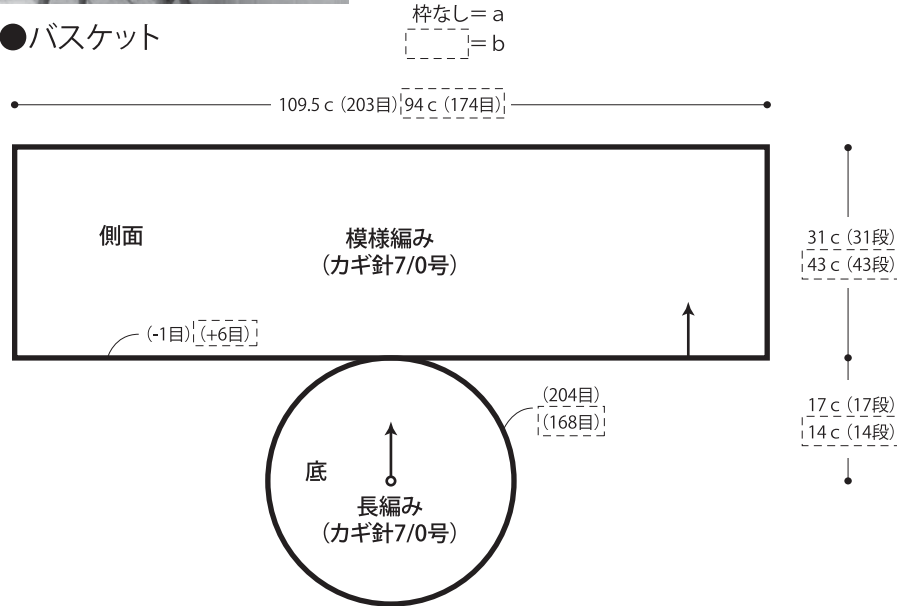 枠なし＝a
●バスケット
＝b
109.5c（203目）94c（174目）
側面
模様編み
（カギ針7/0号）
31c（31段）
43c（43段）
（-1目）（+6目）
（204目）
（168目）
17c（17段）
14c（14段）
底
長編み
（カギ針7/0号）